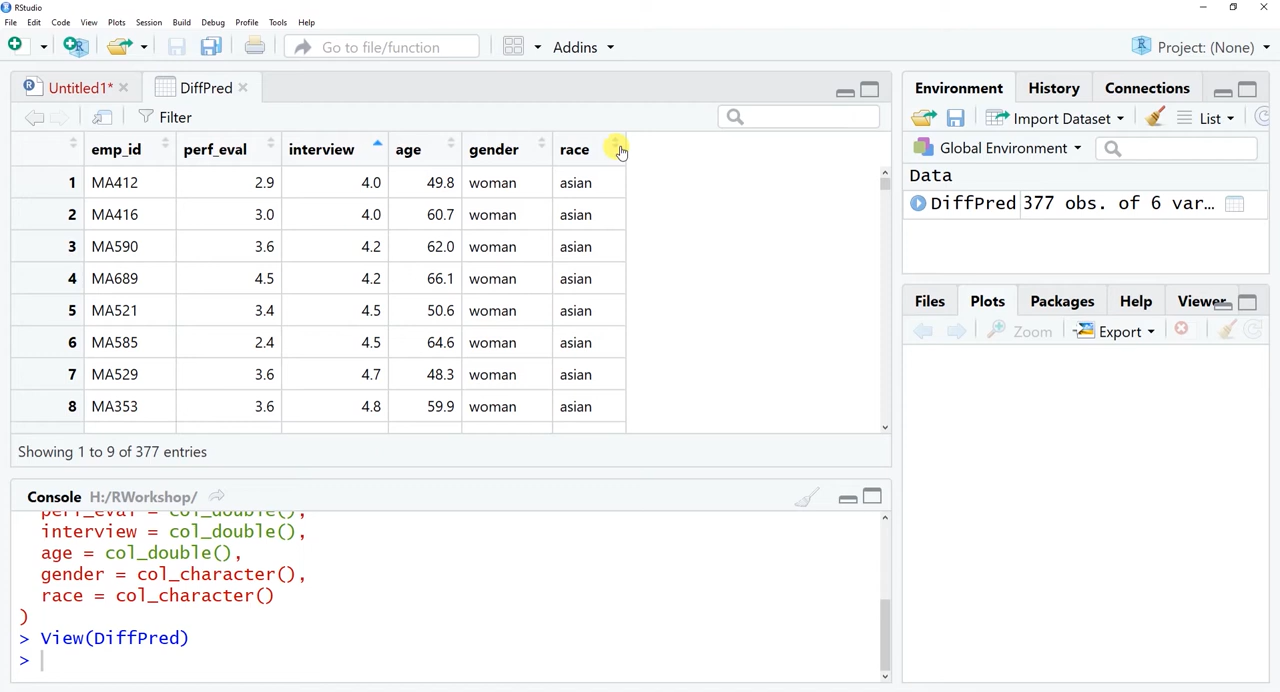 RStudio
File Edit Code View Plots Session Build Debug Profile Tools Help
Go to file/function Addins Project: (None)
Untitled1* DiffPred
Filter
emp_id perf_eval interview age gender race
1 MA412 2.9 4.0 49.8 woman asian
2 MA416 3.0 4.0 60.7 woman asian
3 MA590 3.6 4.2 62.0 woman asian
4 MA689 4.5 4.2 66.1 woman asian
5 MA521 3.4 4.5 50.6 woman asian
6 MA585 2.4 4.5 64.6 woman asian
7 MA529 3.6 4.7 48.3 woman asian
8 MA353 3.6 4.8 59.9 woman asian
Showing 1 to 9 of 377 entries
Console H:/RWorkshop/
perf_eval = col_double(),
interview = col_double(),
age = col_double(),
gender = col_character(),
race = col_character()
)
> View(DiffPred)
>
Environment History Connections
Import Dataset List
Global Environment
Data
DiffPred 377 obs. of 6 var…
Files Plots Packages Help Viewer
Zoom Export